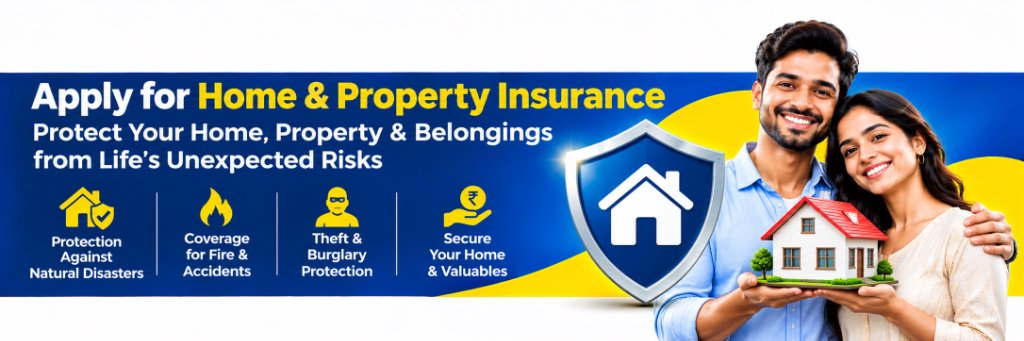 Apply for Home & Property Insurance
Protect Your Home, Property & Belongings
from Life's Unexpected Risks
Protection
Against
Natural Disasters
Coverage
for Fire &
Accidents
Theft &
Burglary
Protection
₹
Secure
Your Home
& Valuables